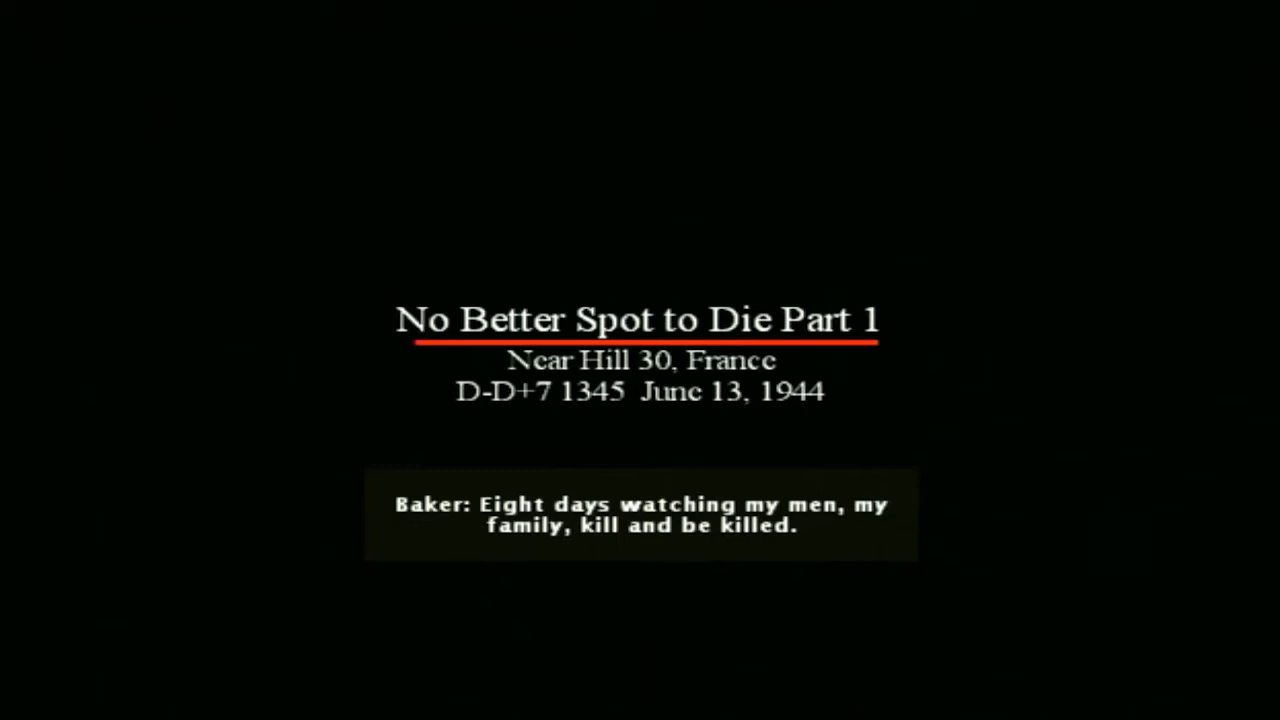 No Better Spot to Die Part 1
Near Hill 30, France
D-D+7 1345 June 13, 1944
Baker: Eight days watching my men, my
family, kill and be killed.